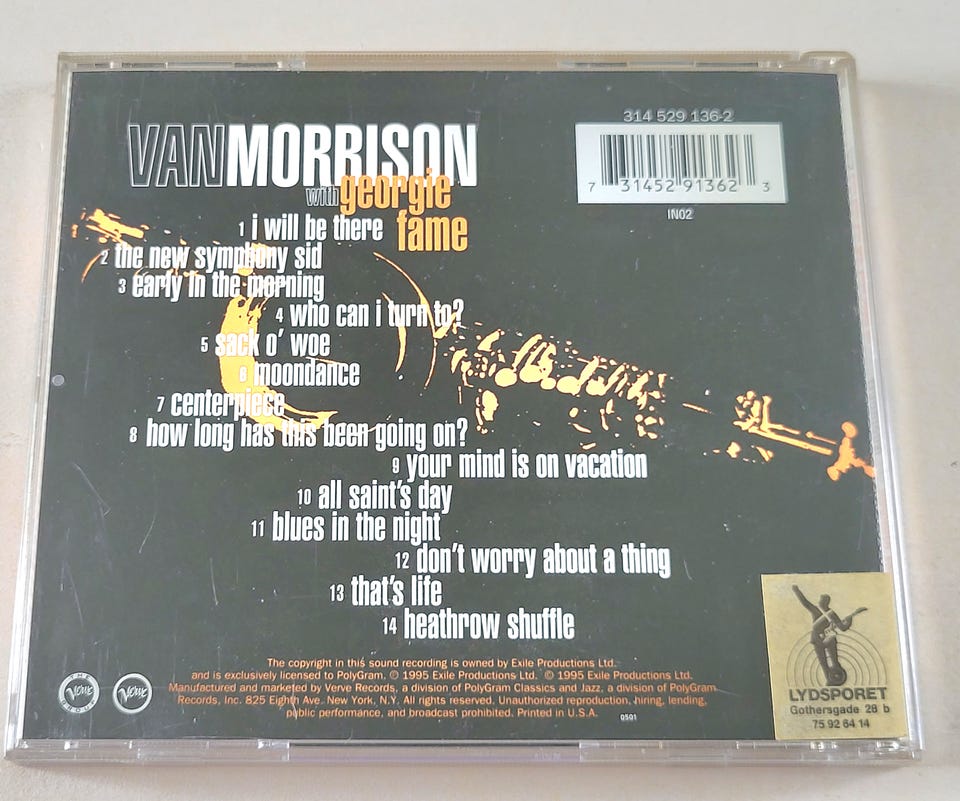 314 529 136-2
VANMORRISON
with georgie
fame
7 31452 91362 3
IN02
1 i will be there
2 the new symphony sid
3 early in the morning
4 who can i turn to?
5 sack o' woe
6 moondance
7 centerpiece
8 how long has this been going on?
9 your mind is on vacation
10 all saint's day
11 blues in the night
12 don't worry about a thing
13 that's life
14 heathrow shuffle
The copyright in this sound recording is owned by Exile Productions Ltd.
and is exclusively licensed to PolyGram. ℗ 1995 Exile Productions Ltd. © 1995 Exile Productions Ltd.
Manufactured and marketed by Verve Records, a division of PolyGram Classics and Jazz, a division of PolyGram
Records, Inc. 825 Eighth Ave. New York, N.Y. All rights reserved. Unauthorized reproduction, hiring, lending,
public performance, and broadcast prohibited. Printed in U.S.A.
0501
THE
VERVE
GROUP
VERVE
LYDSPORET
Gothersgade 28 b
75 92 64 14